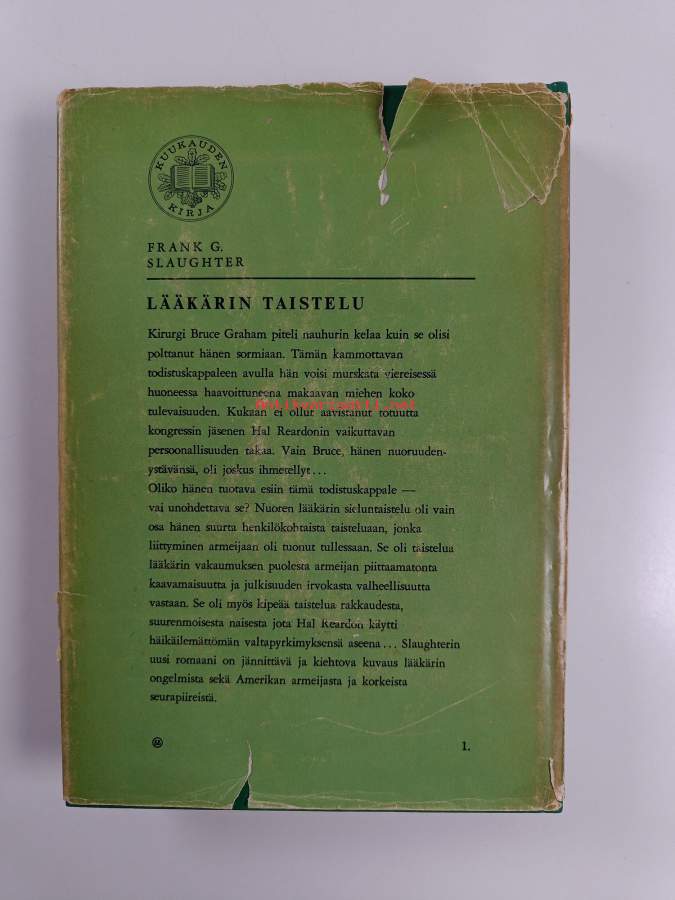 KUUKAUDEN
KIRJA
FRANK G.
SLAUGHTER
LÄÄKÄRIN TAISTELU
Kirurgi Bruce Graham piteli nauhurin kelaa kuin se olisi
polttanut hänen sormiaan. Tämän kammottavan
todistuskappaleen avulla hän voisi murskata viereisessä
huoneessa haavoittuneena makaavan miehen koko
tulevaisuuden. Kukaan ei ollut aavistanut totuutta
kongressin jäsenen Hal Reardonin vaikuttavan
persoonallisuuden takaa. Vain Bruce, hänen nuoruuden-
ystävänsä, oli joskus ihmetellyt...
Oliko hänen tuotava esiin tämä todistuskappale —
vai unohdettava se? Nuoren lääkärin sieluntaistelu oli vain
osa hänen suurta henkilökohtaista taisteluaan, jonka
liittyminen armeijaan oli tuonut tullessaan. Se oli taistelua
lääkärin vakaumuksen puolesta armeijan piittaamatonta
kaavamaisuutta ja julkisuuden irvokasta valheellisuutta
vastaan. Se oli myös kipeää taistelua rakkaudesta,
suurenmoisesta naisesta jota Hal Reardon käytti
häikäilemättömän valtapyrkimyksensä aseena... Slaughterin
uusi romaani on jännittävä ja kiehtova kuvaus lääkärin
ongelmista sekä Amerikan armeijasta ja korkeista
seurapiireistä.
1.